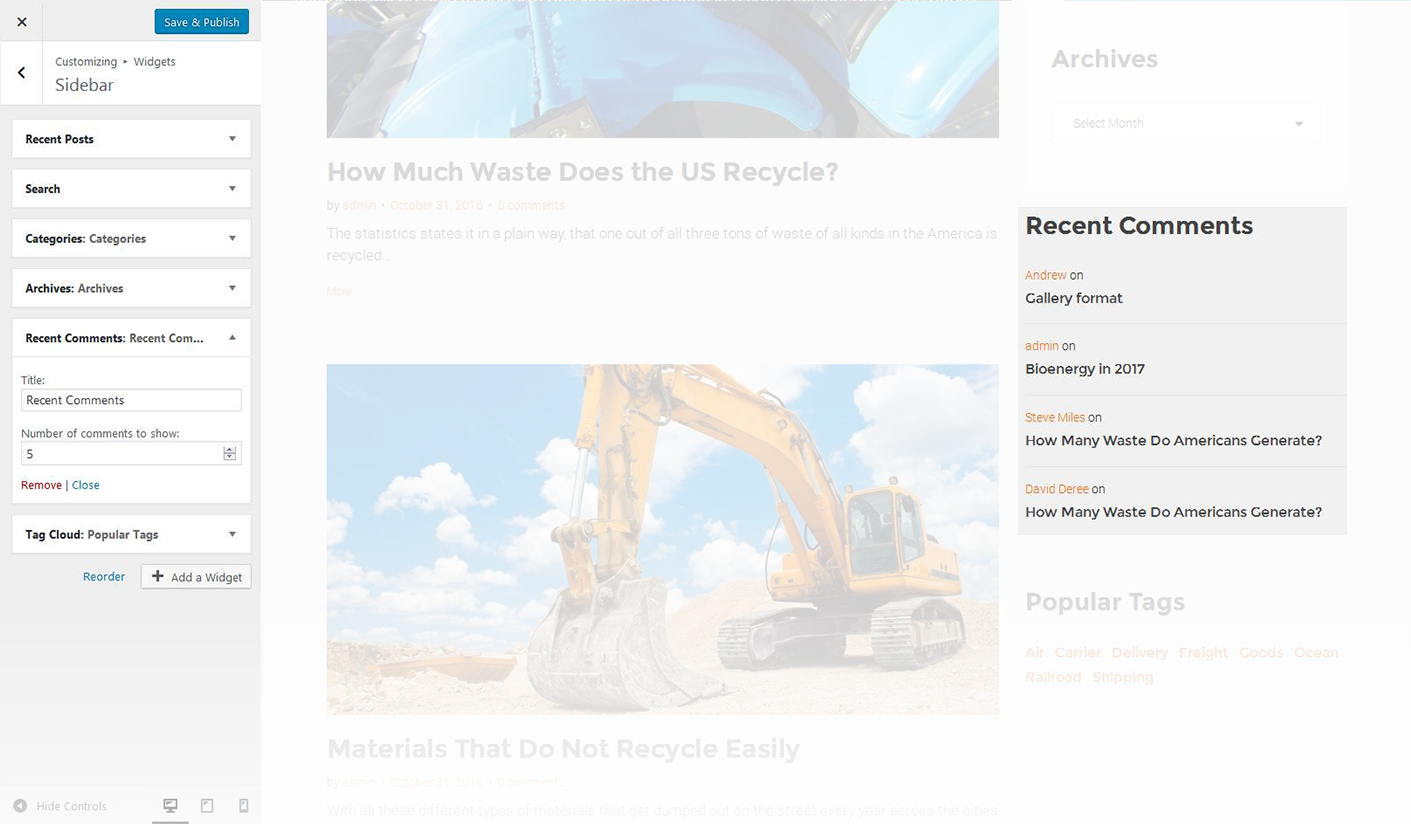 Save & Publish
Customizing ▸ Widgets
Sidebar
Recent Posts
Search
Categories: Categories
Archives: Archives
Recent Comments: Recent Com...
Title:
Recent Comments
Number of comments to show:
5
Remove | Close
Tag Cloud: Popular Tags
Reorder
Add a Widget
Hide Controls
How Much Waste Does the US Recycle?
by admin • October 31, 2016 • 0 comments
The statistics states it in a plain way, that one out of all three tons of waste of all kinds in the America is
recycled...
More
Materials That Do Not Recycle Easily
by admin • October 31, 2016 • 0 comments
With all these different types of materials that get dumped out on the street every year across the cities
Archives
Select Month
Recent Comments
Andrew on
Gallery format
admin on
Bioenergy in 2017
Steve Miles on
How Many Waste Do Americans Generate?
David Deree on
How Many Waste Do Americans Generate?
Popular Tags
Air Carrier Delivery Freight Goods Ocean
Railroad Shipping